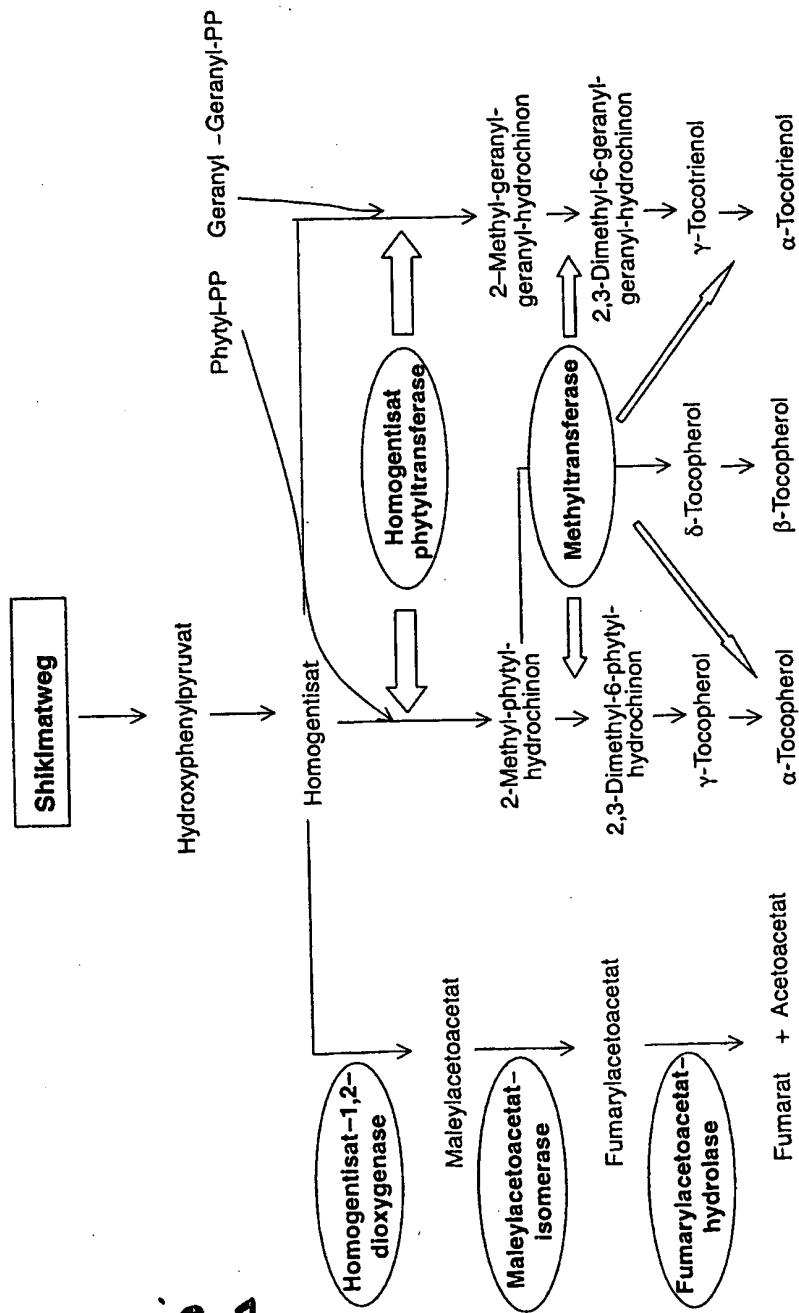 Shikimatweg
Hydroxyphenylpyruvat
Homogentisat
Phytyl-PP
Geranyl –Geranyl-PP
Homogentisat–1,2–
dioxygenase
Homogentisat
phytyltransferase
Maleylacetoacetat
2-Methyl-phytyl-
hydrochinon
2–Methyl-geranyl-
geranyl-hydrochinon
Maleylacetoacetat–
isomerase
Methyltransferase
Fumarylacetoacetat
2,3-Dimethyl-6-phytyl-
hydrochinon
2,3-Dimethyl-6-geranyl-
geranyl-hydrochinon
Fumarylacetoacetat–
hydrolase
γ-Tocopherol
δ-Tocopherol
γ-Tocotrienol
Fumarat + Acetoacetat
α-Tocopherol
β-Tocopherol
α-Tocotrienol